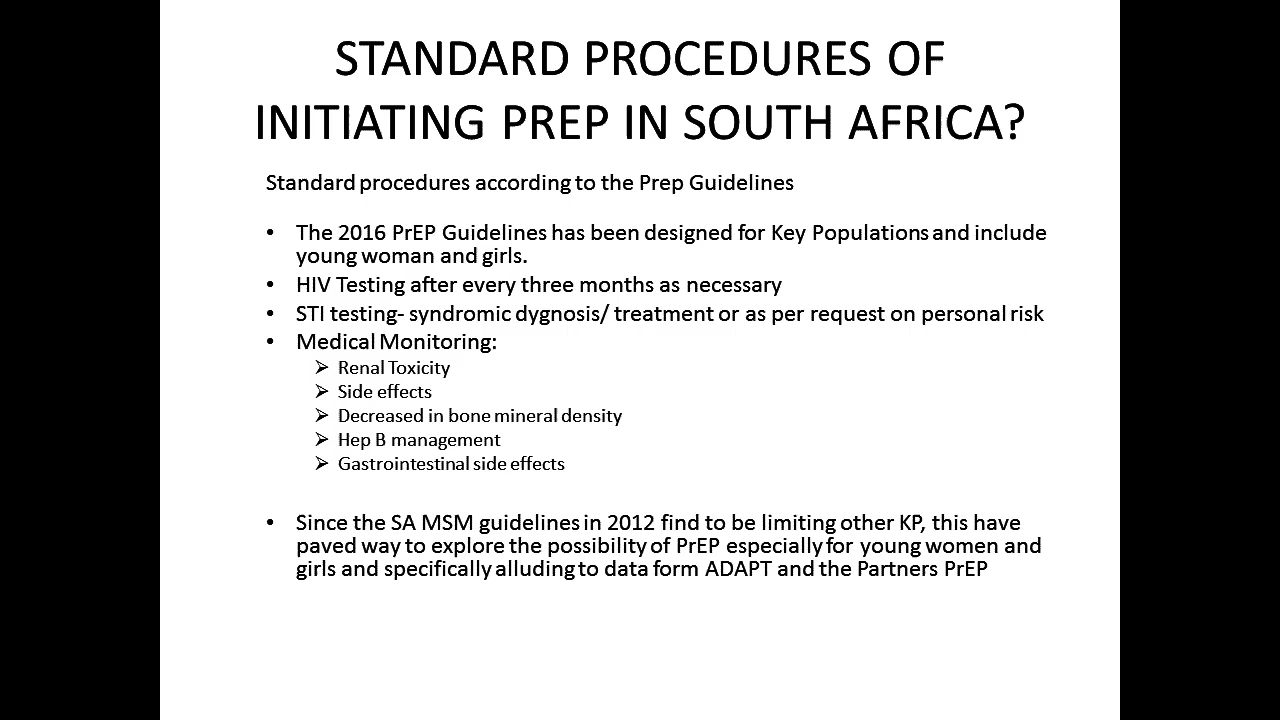 STANDARD PROCEDURES OF
INITIATING PREP IN SOUTH AFRICA?
Standard procedures according to the Prep Guidelines
• The 2016 PrEP Guidelines has been designed for Key Populations and include
young woman and girls.
• HIV Testing after every three months as necessary
• STI testing- syndromic dygnosis/ treatment or as per request on personal risk
• Medical Monitoring:
➢ Renal Toxicity
➢ Side effects
➢ Decreased in bone mineral density
➢ Hep B management
➢ Gastrointestinal side effects
• Since the SA MSM guidelines in 2012 find to be limiting other KP, this have
paved way to explore the possibility of PrEP especially for young women and
girls and specifically alluding to data form ADAPT and the Partners PrEP